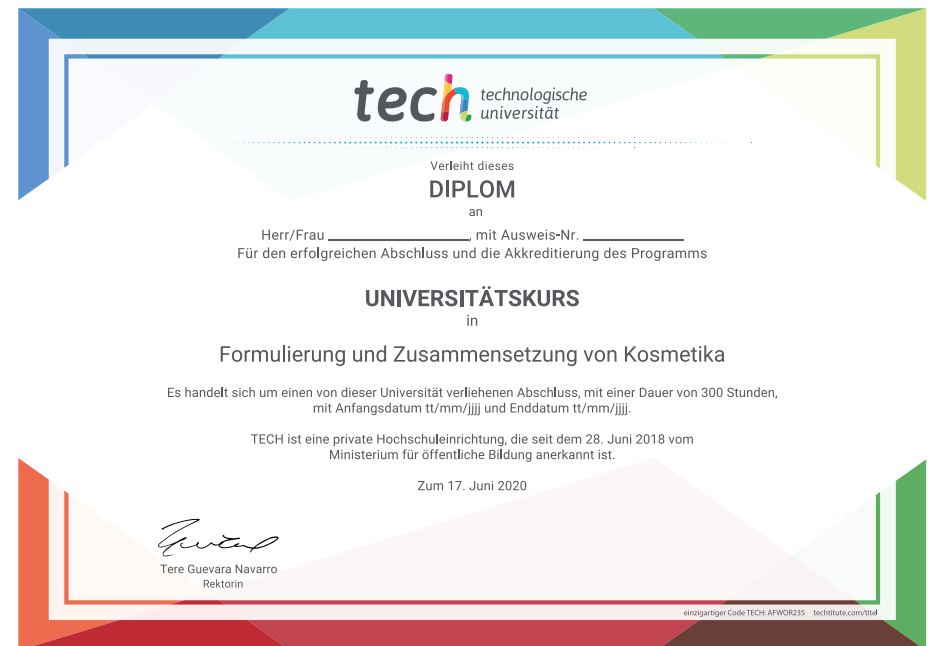 tech technologische
universität
Verleiht dieses
DIPLOM
an
Herr/Frau ____________________, mit Ausweis-Nr. ______________
Für den erfolgreichen Abschluss und die Akkreditierung des Programms
UNIVERSITÄTSKURS
in
Formulierung und Zusammensetzung von Kosmetika
Es handelt sich um einen von dieser Universität verliehenen Abschluss, mit einer Dauer von 300 Stunden,
mit Anfangsdatum tt/mm/jjjj und Enddatum tt/mm/jjjj.
TECH ist eine private Hochschuleinrichtung, die seit dem 28. Juni 2018 vom
Ministerium für öffentliche Bildung anerkannt ist.
Zum 17. Juni 2020
Tere Guevara Navarro
Rektorin
einzigartiger Code TECH: AFWOR23S techtitute.com/titel